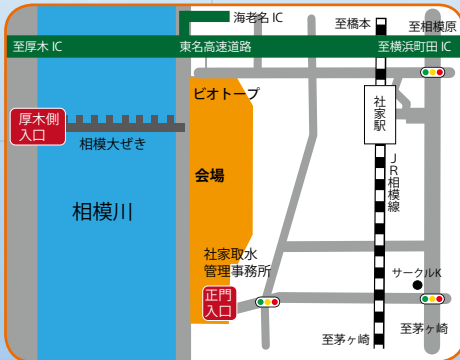 海老名 IC
至橋本
至相模原
至厚木 IC
東名高速道路
至横浜町田 IC
ビオトープ
社家駅
厚木側
入口
相模大ぜき
JR相模線
会場
相模川
社家取水
管理事務所
サークルK
正門
入口
至茅ヶ崎
至茅ヶ崎